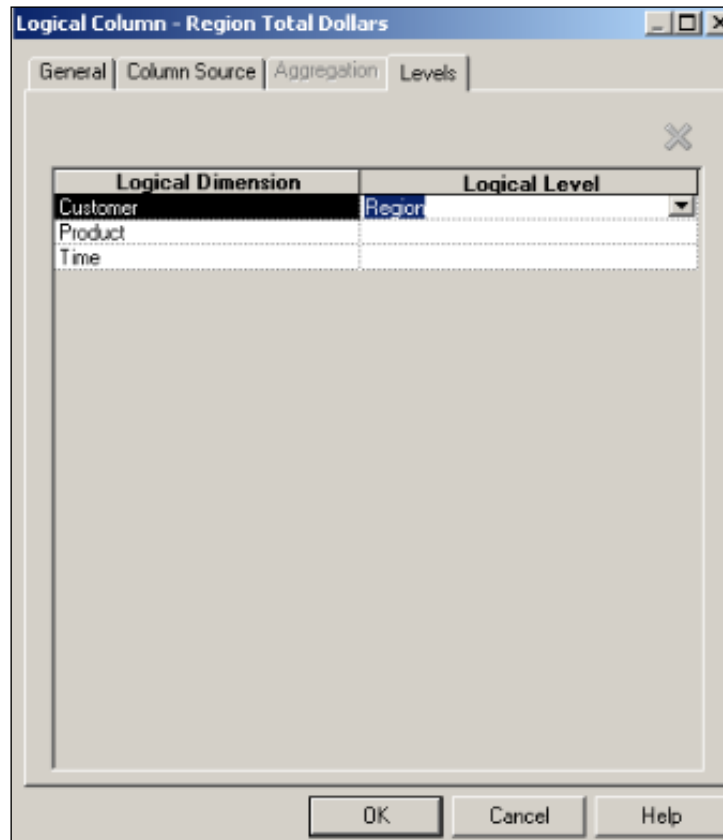 Logical Column - Region Total Dollars
General Column Source Aggregation Levels
Logical Dimension Logical Level
Customer Region
Product
Time
OK Cancel Help